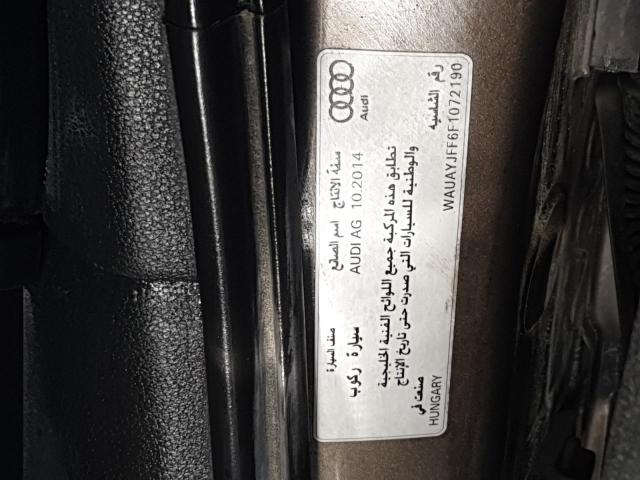 Audi
سنة الإنتاج اسم الصانع صنف السيارة
10.2014 AUDI AG سيارة ركوب
تطابق هذه المركبة جميع اللوائح الفنية الخليجية
والوطنية للسيارات التي صدرت حتى تاريخ الإنتاج
رقم الشاسيه صنعت في
WAUAYJFF6F1072190 HUNGARY